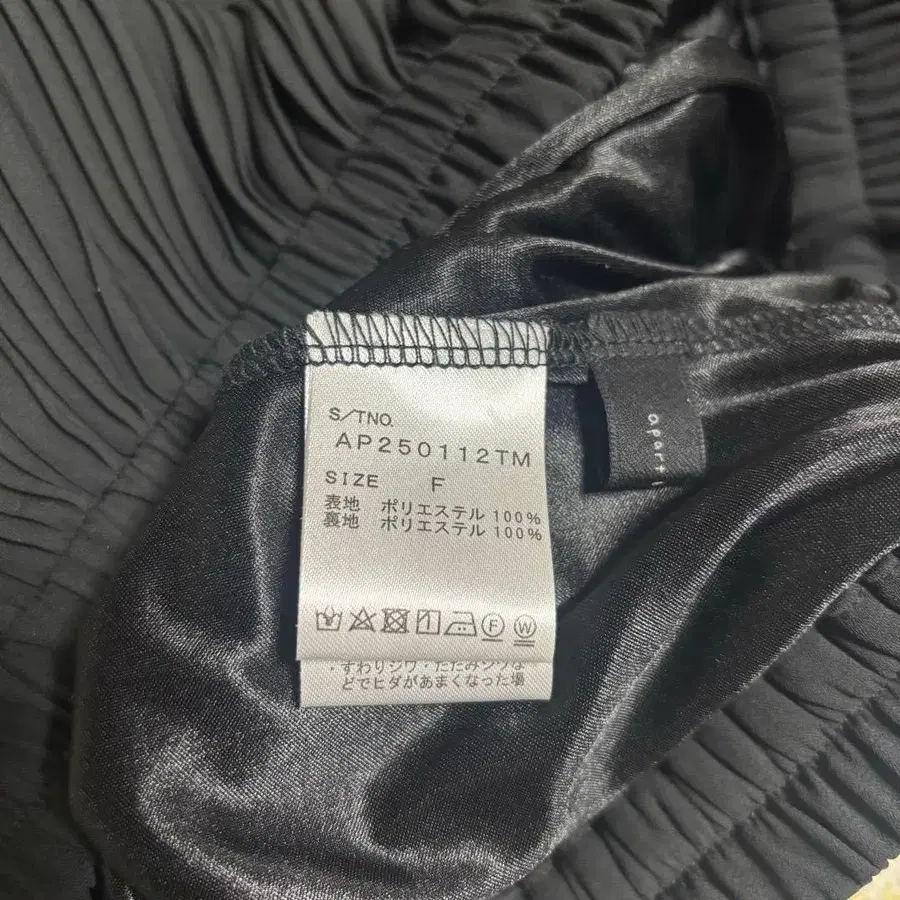 S/TNO.
AP250112TM
SIZE F
表地 ポリエステル 100%
裏地 ポリエステル 100%
F W
・すわりジワ・たたみジワな
どでヒダがあまくなった場
apart